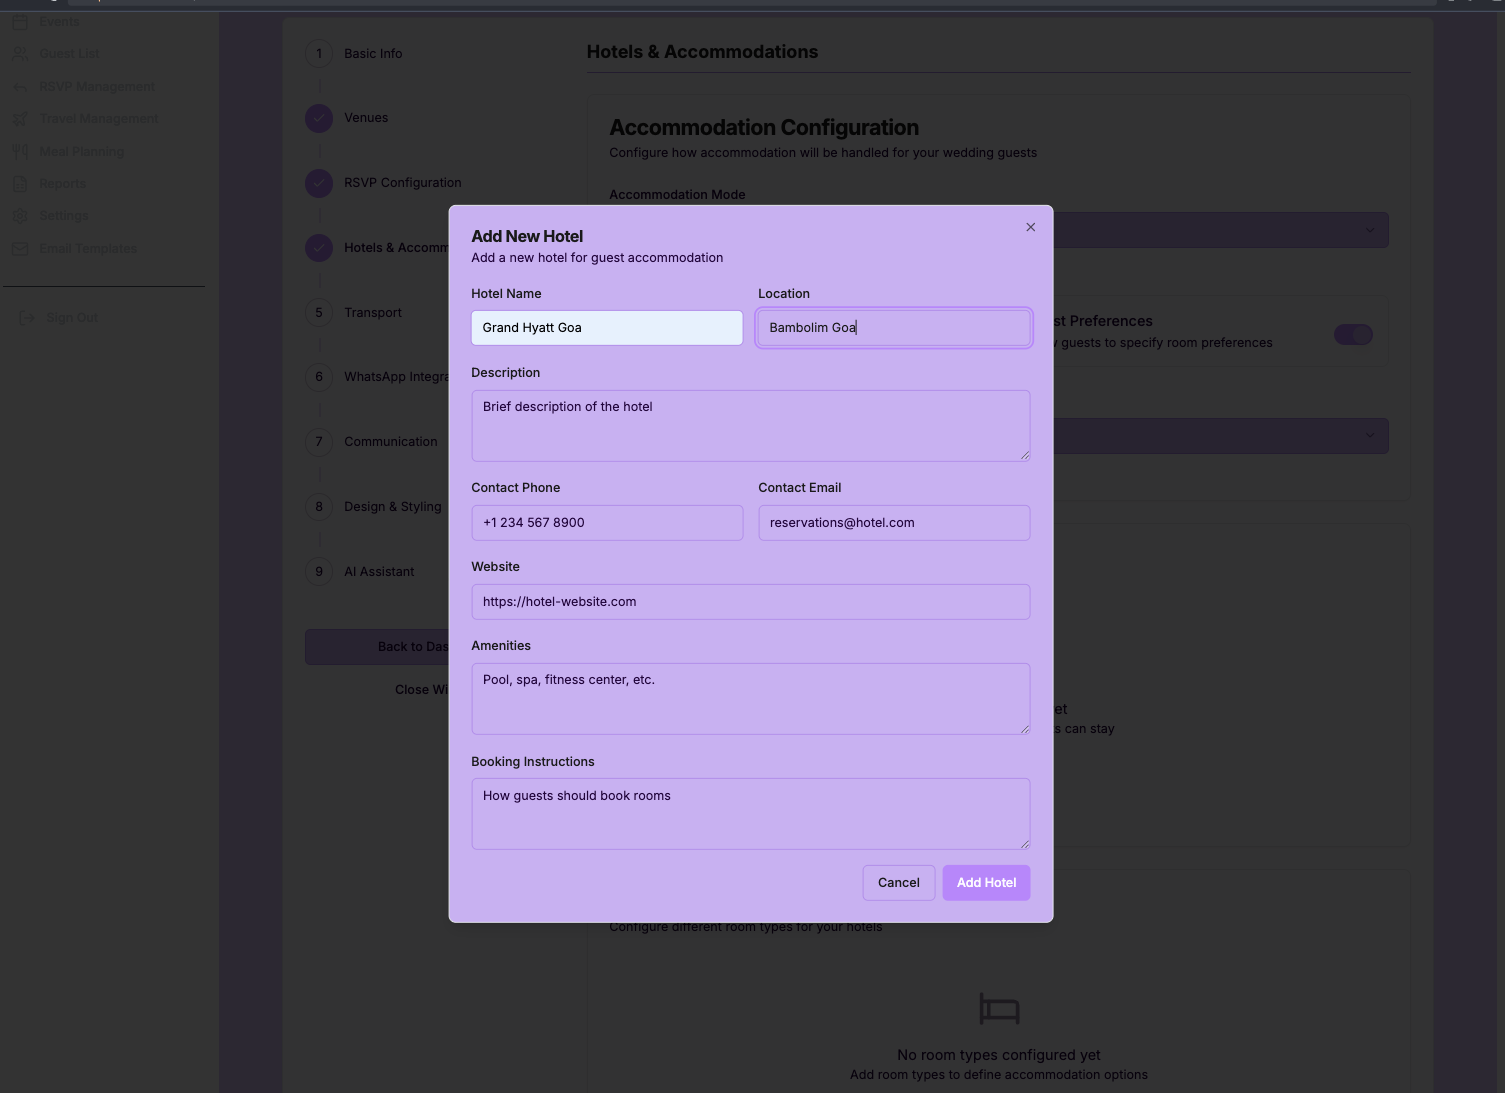 Events
Guest List
RSVP Management
Travel Management
Meal Planning
Reports
Settings
Email Templates
Sign Out
1 Basic Info
Venues
RSVP Configuration
Hotels & Accomm
5 Transport
6 WhatsApp Integra
7 Communication
8 Design & Styling
9 AI Assistant
Back to Das
Close Wi
Hotels & Accommodations
Accommodation Configuration
Configure how accommodation will be handled for your wedding guests
Accommodation Mode
st Preferences
w guests to specify room preferences
et
s can stay
Configure different room types for your hotels
No room types configured yet
Add room types to define accommodation options
Add New Hotel
Add a new hotel for guest accommodation
Hotel Name
Location
Grand Hyatt Goa
Bambolim Goa
Description
Brief description of the hotel
Contact Phone
Contact Email
+1 234 567 8900
reservations@hotel.com
Website
https://hotel-website.com
Amenities
Pool, spa, fitness center, etc.
Booking Instructions
How guests should book rooms
Cancel
Add Hotel